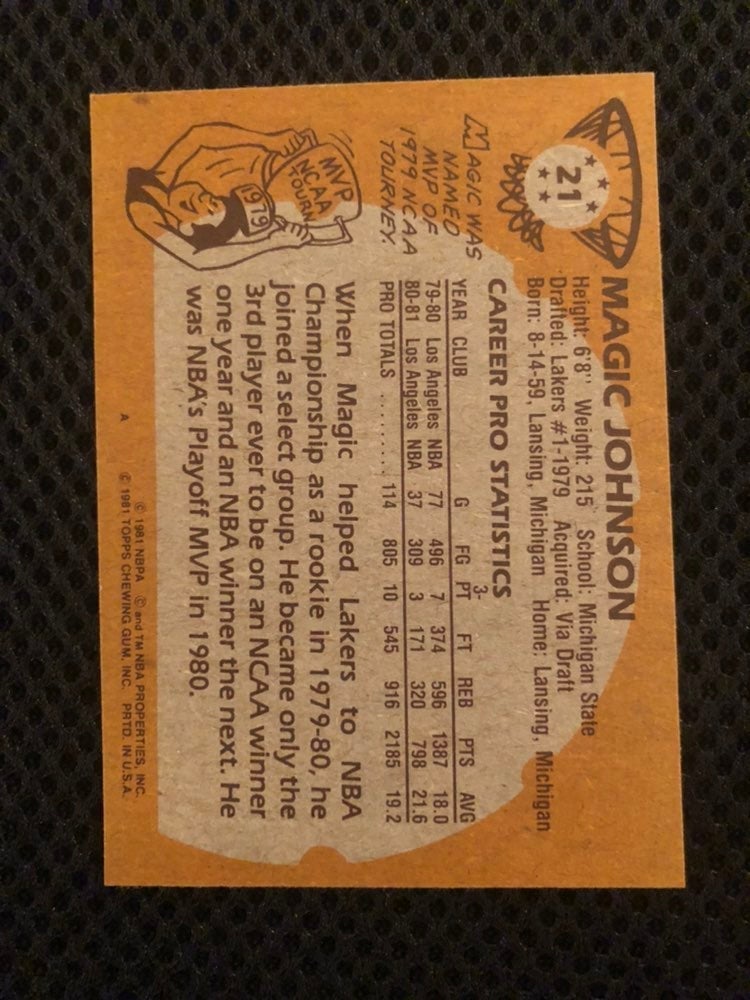 21
MAGIC JOHNSON
Height: 6'8" Weight: 215 School: Michigan State
Drafted: Lakers #1-1979 Acquired: Via Draft
Born: 8-14-59, Lansing, Michigan Home: Lansing, Michigan
CAREER PRO STATISTICS
YEAR CLUB G FG 3-PT FT REB PTS AVG
79-80 Los Angeles NBA 77 496 7 374 596 1387 18.0
80-81 Los Angeles NBA 37 309 3 171 320 798 21.6
PRO TOTALS ......... 114 805 10 545 916 2185 19.2
MAGIC WAS
NAMED
MVP OF
1979 NCAA
TOURNEY.
MVP
NCAA
TOURN
1979
When Magic helped Lakers to NBA
Championship as a rookie in 1979-80, he
joined a select group. He became only the
3rd player ever to be on an NCAA winner
one year and an NBA winner the next. He
was NBA's Playoff MVP in 1980.
© 1981 NBPA © and TM NBA PROPERTIES, INC.
A © 1981 TOPPS CHEWING GUM, INC. PRTD. IN U.S.A.